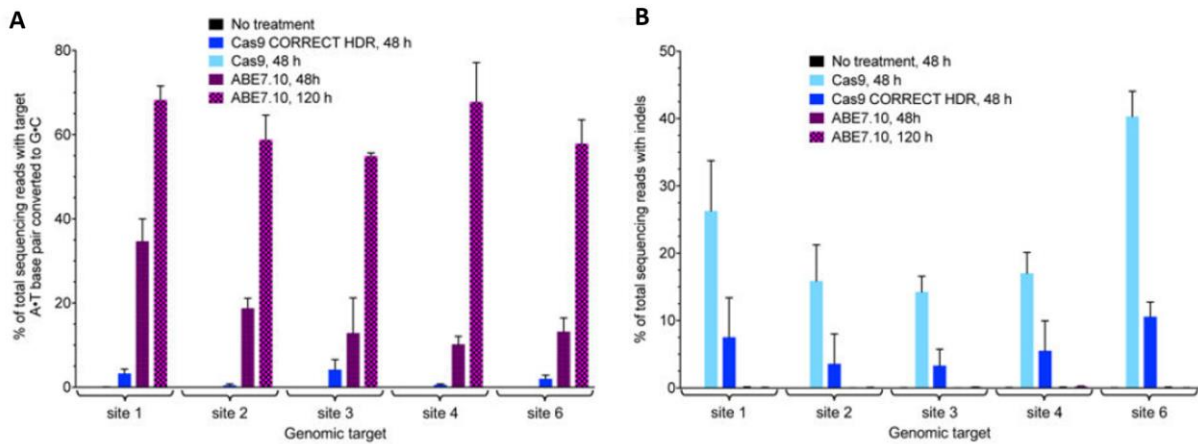 A
No treatment
Cas9 CORRECT HDR, 48 h
Cas9, 48 h
ABE7.10, 48h
ABE7.10, 120 h
% of total sequencing reads with target
A•T base pair converted to G•C
80
60
40
20
0
site 1
site 2
site 3
site 4
site 6
Genomic target
B
No treatment, 48 h
Cas9, 48 h
Cas9 CORRECT HDR, 48 h
ABE7.10, 48h
ABE7.10, 120 h
% of total sequencing reads with indels
50
40
30
20
10
0
site 1
site 2
site 3
site 4
site 6
Genomic target